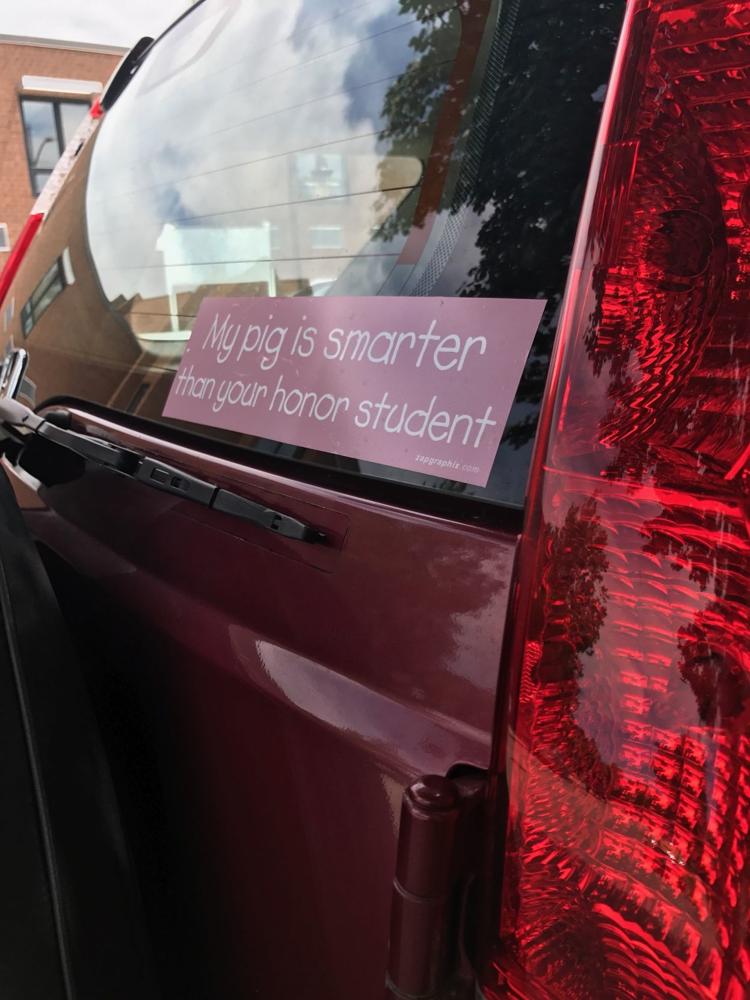 My pig is smarter
than your honor student
zapgraphix.com